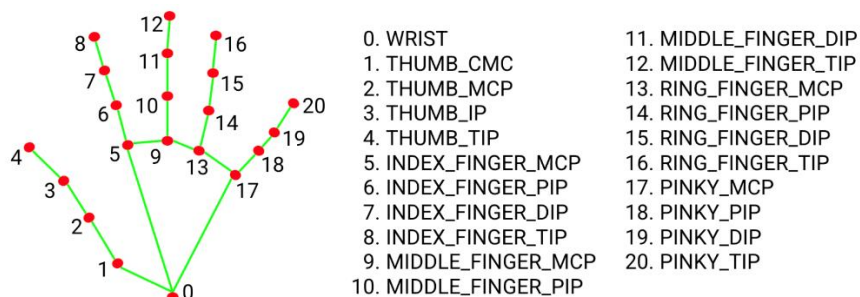 12
8
16
11
7
15
20
10
6
14
19
4
5
9
13
18
3
17
2
1
0
0. WRIST
1. THUMB_CMC
2. THUMB_MCP
3. THUMB_IP
4. THUMB_TIP
5. INDEX_FINGER_MCP
6. INDEX_FINGER_PIP
7. INDEX_FINGER_DIP
8. INDEX_FINGER_TIP
9. MIDDLE_FINGER_MCP
10. MIDDLE_FINGER_PIP
11. MIDDLE_FINGER_DIP
12. MIDDLE_FINGER_TIP
13. RING_FINGER_MCP
14. RING_FINGER_PIP
15. RING_FINGER_DIP
16. RING_FINGER_TIP
17. PINKY_MCP
18. PINKY_PIP
19. PINKY_DIP
20. PINKY_TIP